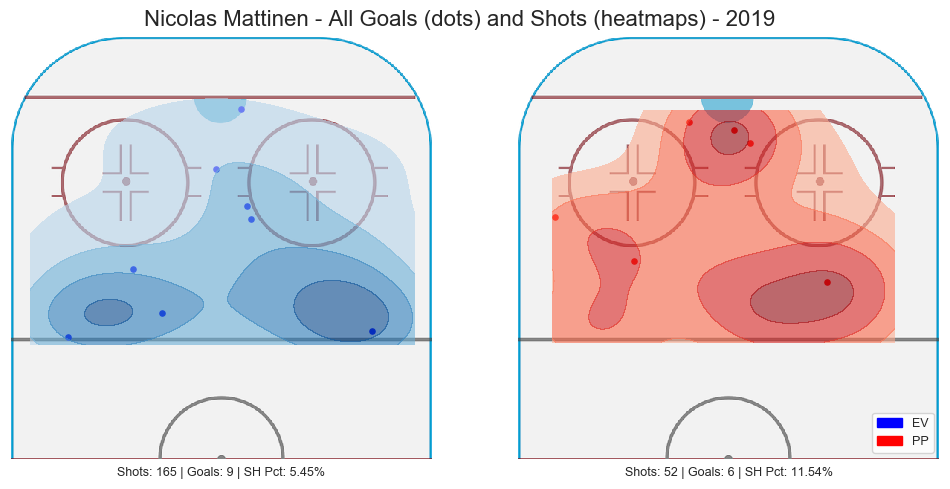 Nicolas Mattinen - All Goals (dots) and Shots (heatmaps) - 2019
EV
PP
Shots: 165 | Goals: 9 | SH Pct: 5.45%
Shots: 52 | Goals: 6 | SH Pct: 11.54%